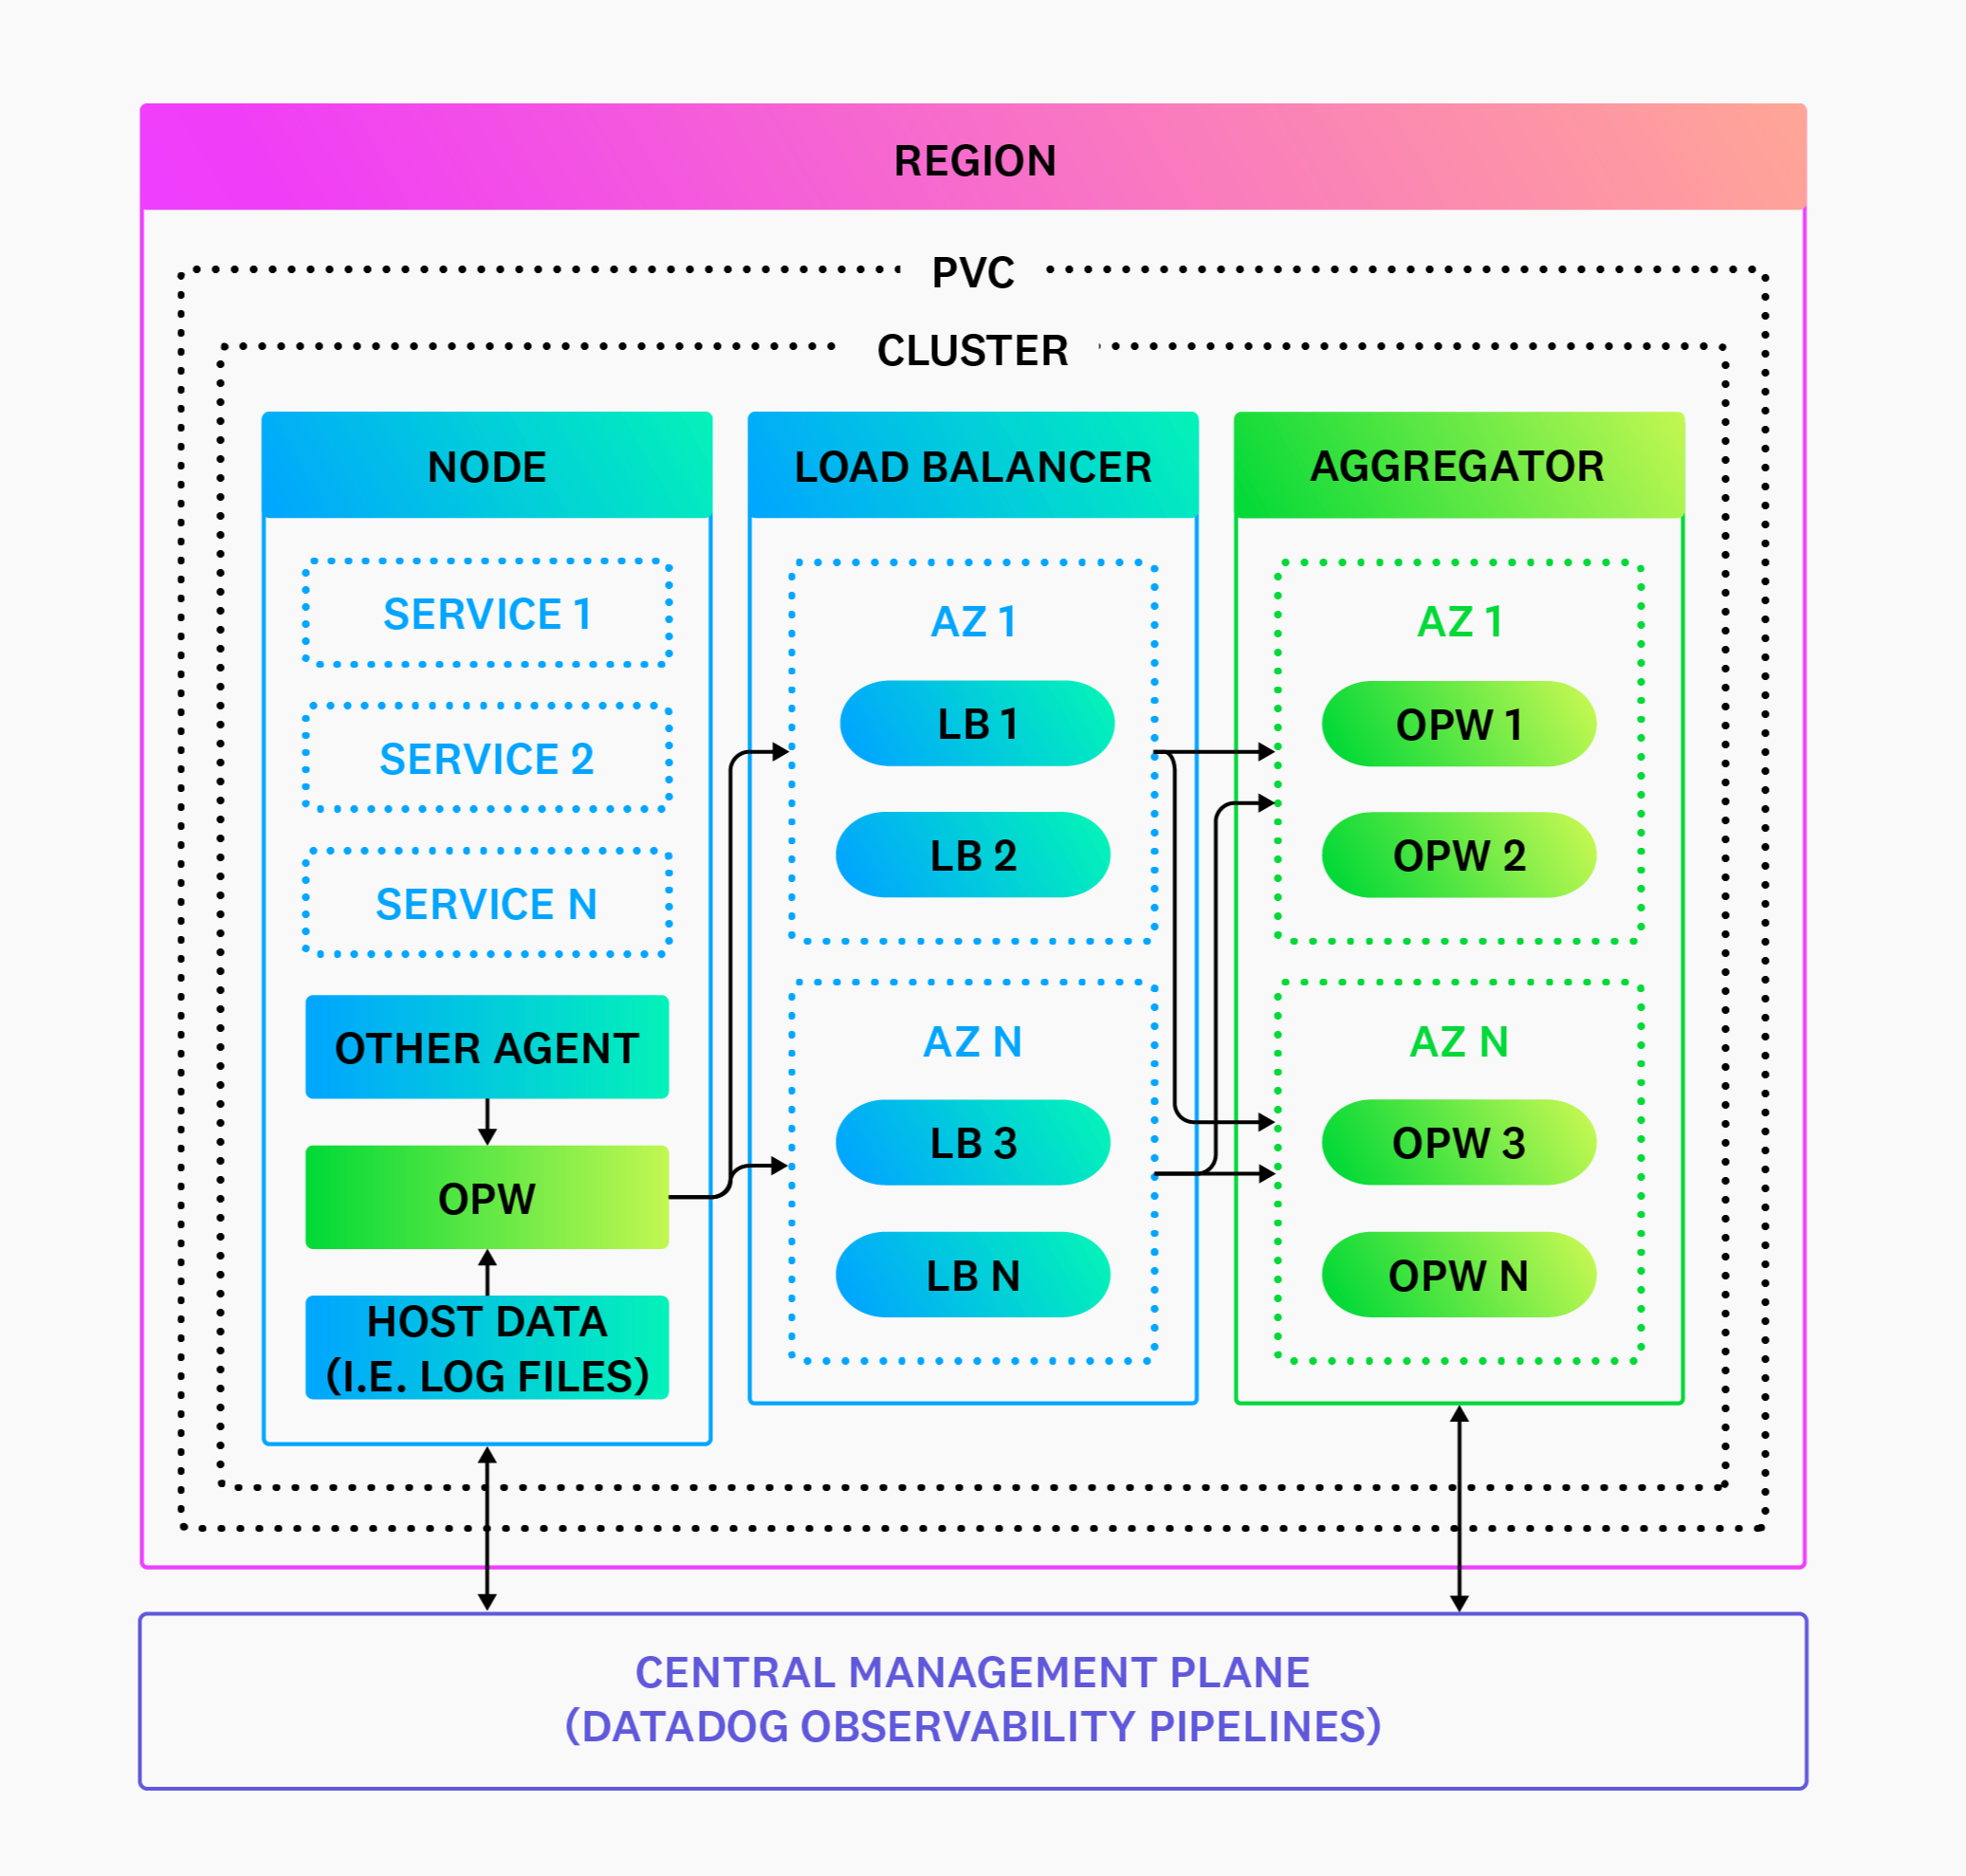 REGION
PVC
CLUSTER
NODE
SERVICE 1
SERVICE 2
SERVICE N
OTHER AGENT
OPW
HOST DATA
(I.E. LOG FILES)
LOAD BALANCER
AZ 1
LB 1
LB 2
AZ N
LB 3
LB N
AGGREGATOR
AZ 1
OPW 1
OPW 2
AZ N
OPW 3
OPW N
CENTRAL MANAGEMENT PLANE
(DATADOG OBSERVABILITY PIPELINES)